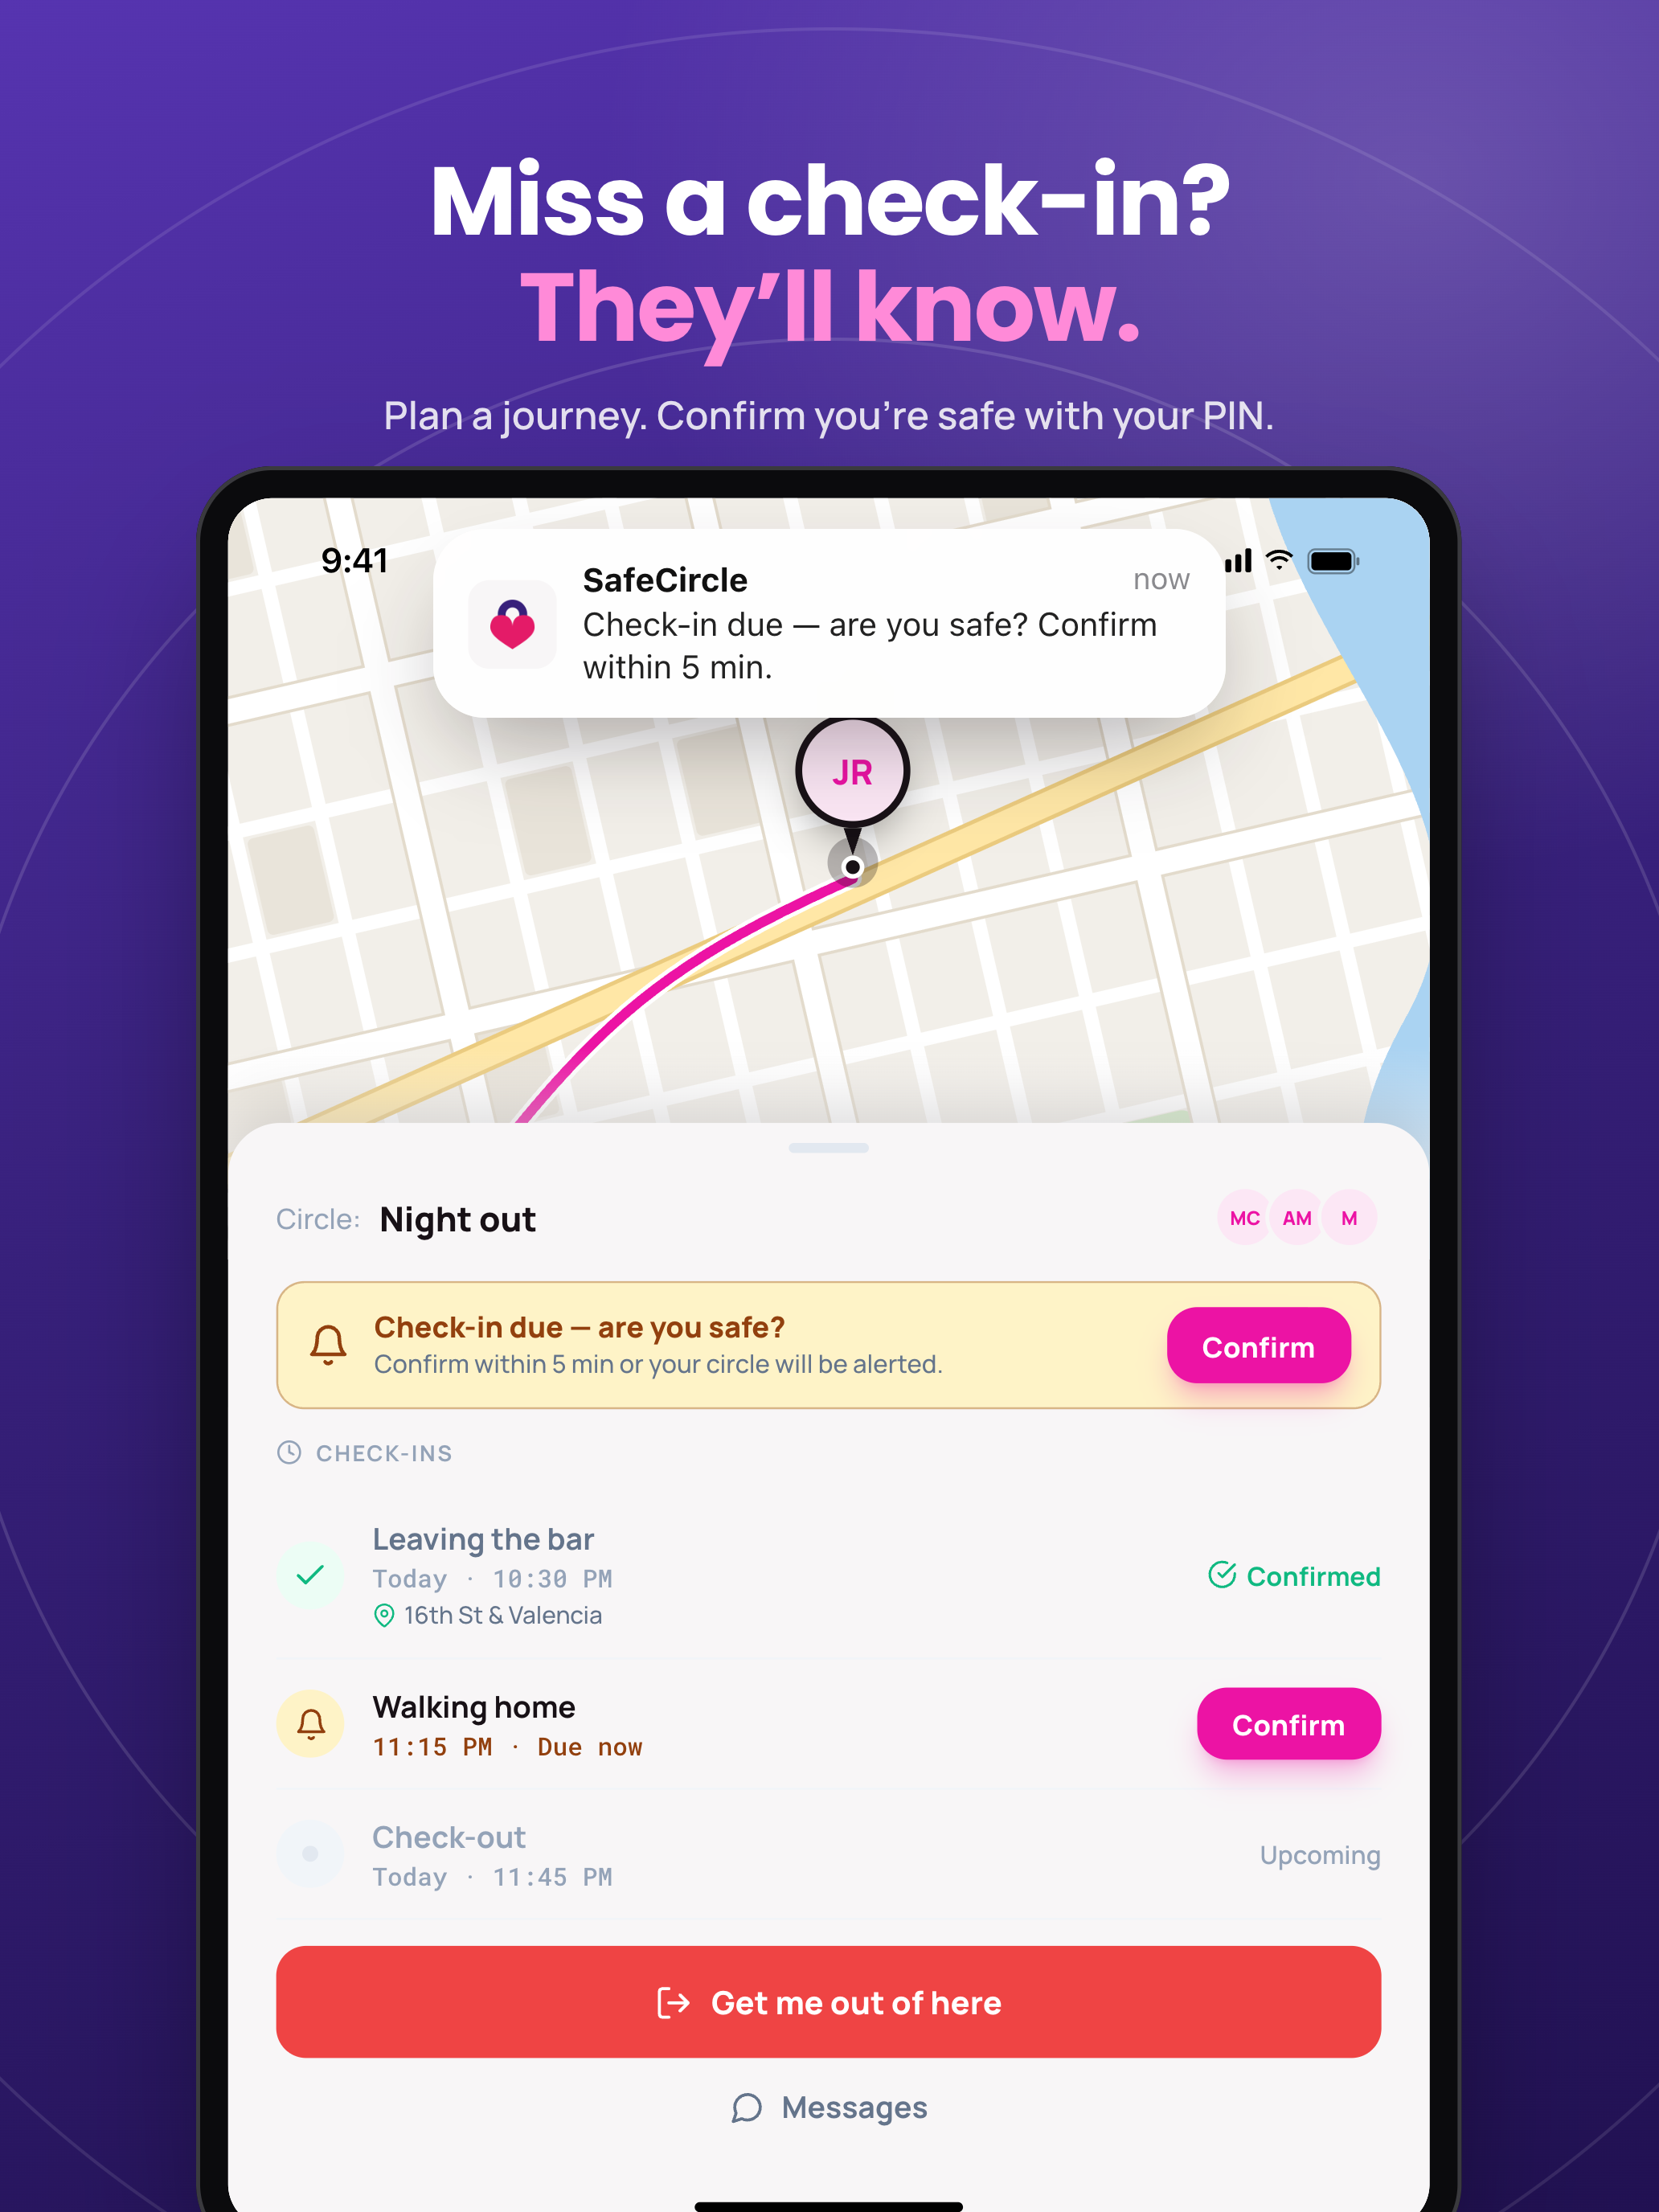 Miss a check-in?
They’ll know.
Plan a journey. Confirm you’re safe with your PIN.
9:41
SafeCircle
now
Check-in due — are you safe? Confirm
within 5 min.
JR
Circle: Night out
MC AM M
Check-in due — are you safe?
Confirm within 5 min or your circle will be alerted.
Confirm
CHECK-INS
Leaving the bar
Today · 10:30 PM
16th St & Valencia
Confirmed
Walking home
11:15 PM · Due now
Confirm
Check-out
Today · 11:45 PM
Upcoming
Get me out of here
Messages